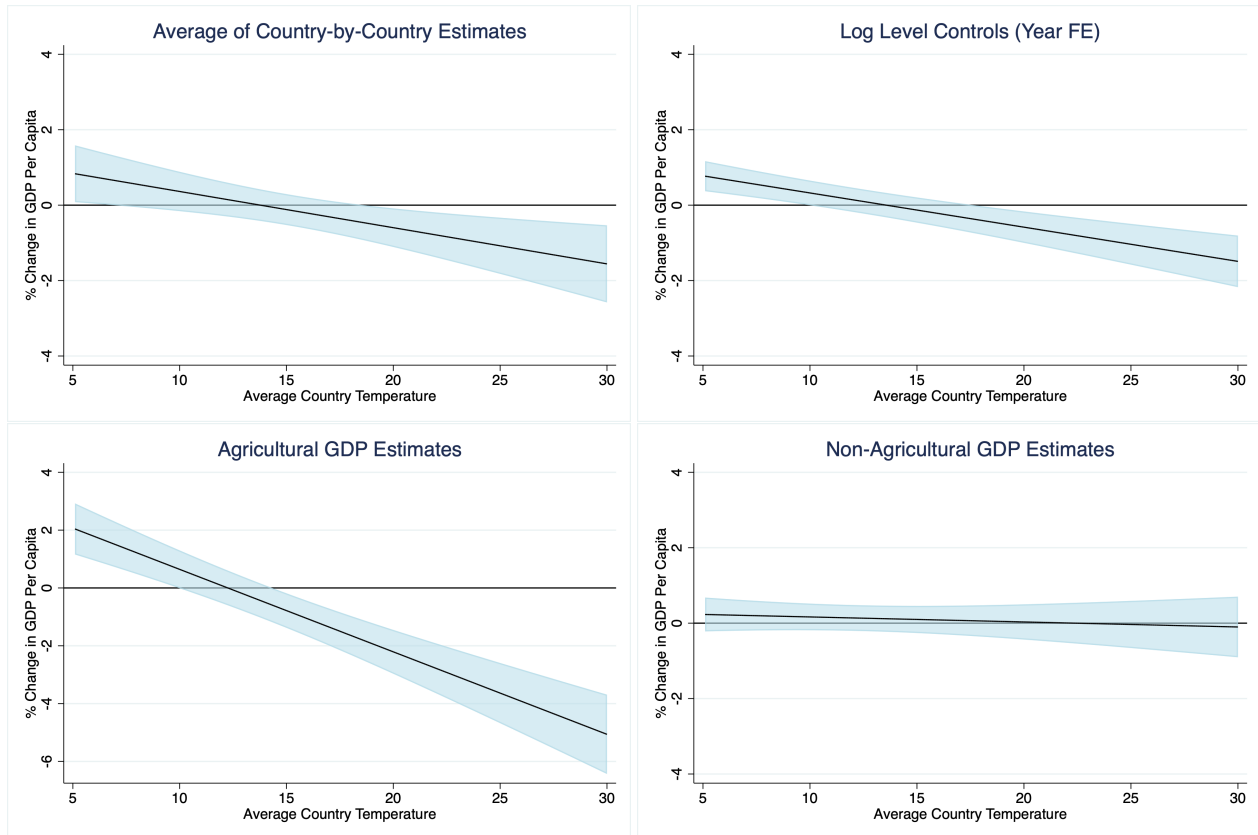 Average of Country-by-Country Estimates
% Change in GDP Per Capita
4
2
0
-2
-4
5 10 15 20 25 30
Average Country Temperature
Log Level Controls (Year FE)
% Change in GDP Per Capita
4
2
0
-2
-4
5 10 15 20 25 30
Average Country Temperature
Agricultural GDP Estimates
% Change in GDP Per Capita
4
2
0
-2
-4
-6
5 10 15 20 25 30
Average Country Temperature
Non-Agricultural GDP Estimates
% Change in GDP Per Capita
4
2
0
-2
-4
5 10 15 20 25 30
Average Country Temperature